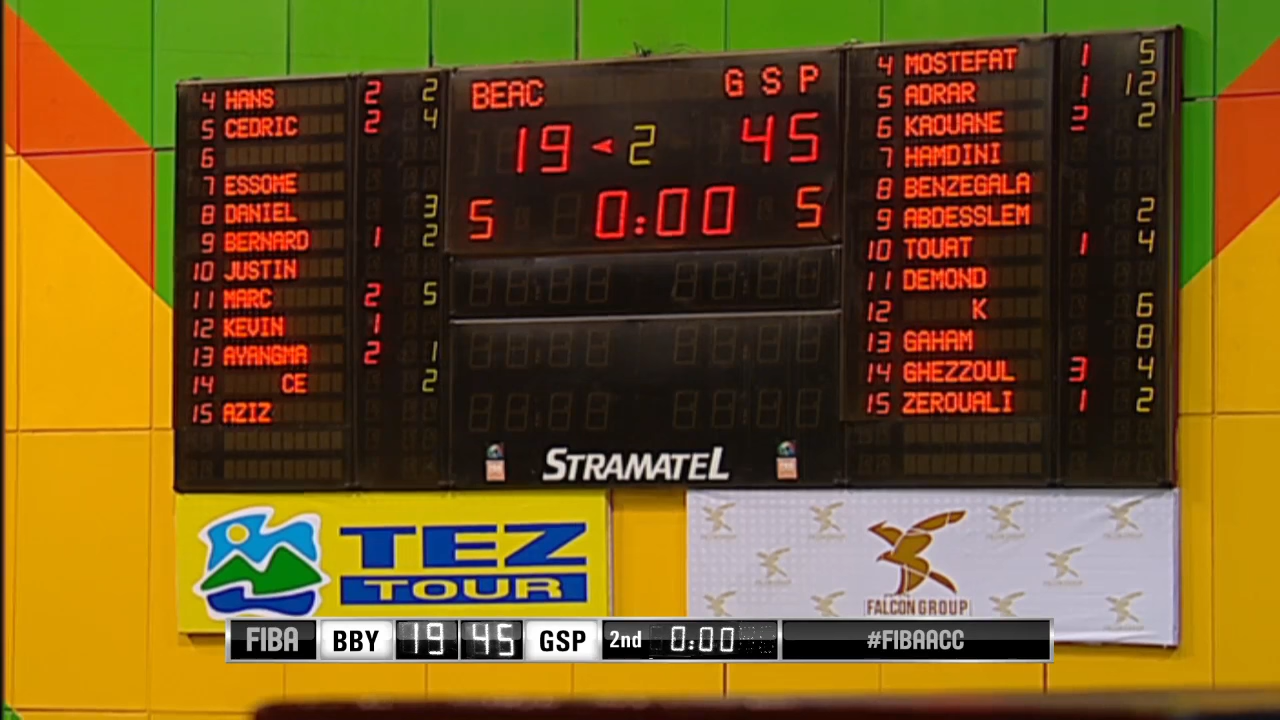 4 HANS 2 2
5 CEDRIC 2 4
6
7 ESSOME
8 DANIEL 3
9 BERNARD 1 2
10 JUSTIN
11 MARC 2 5
12 KEVIN 1
13 AYANGMA 2 1
14 CE 2
15 AZIZ
BEAC GSP
19 2 45
5 0:00 5
4 MOSTEFAT 1 5
5 ADRAR 1 12
6 KAOUANE 2 2
7 HAMDINI
8 BENZEGALA
9 ABDESSLEM 2
10 TOUAT 1 4
11 DEMOND
12 K 6
13 GAHAM 8
14 GHEZZOUL 3 4
15 ZEROUALI 1 2
STRAMATEL
TEZ
TOUR
FALCON GROUP
FIBA BBY 19 45 GSP 2nd 0:00 #FIBAACC